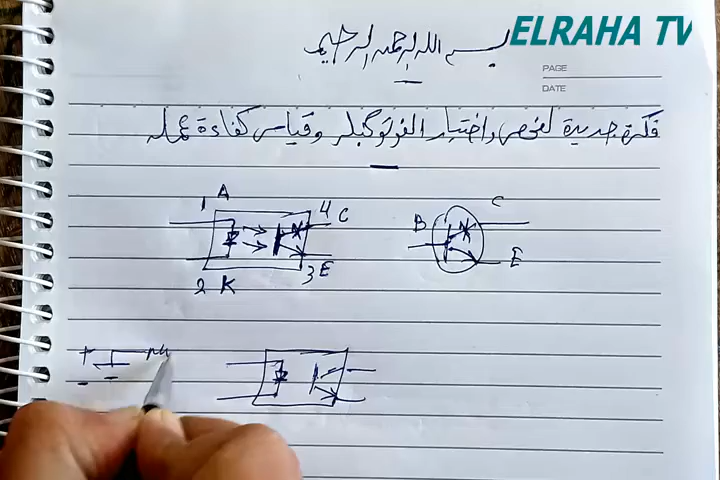 ELRAHA TV
بسم الله الرحمن الرحيم
PAGE
DATE
فكرة جديدة لفحص واختبار الفوتوكبلر وقياس كفاءة عمله
1 A
4 C
2 K
3 E
B
C
E
+
-